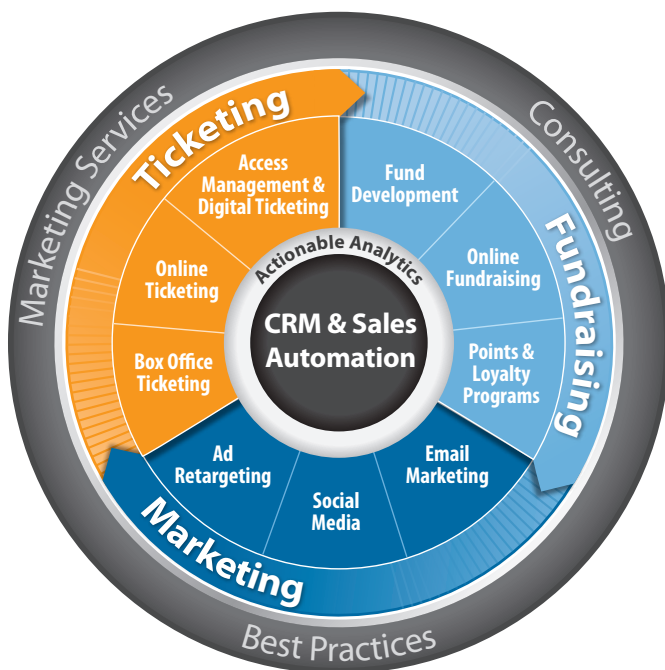 Marketing Services
Consulting
Best Practices
Ticketing
Fundraising
Marketing
Access
Management &
Digital Ticketing
Online
Ticketing
Box Office
Ticketing
Fund
Development
Online
Fundraising
Points &
Loyalty
Programs
Email
Marketing
Social
Media
Ad
Retargeting
Actionable Analytics
CRM & Sales
Automation